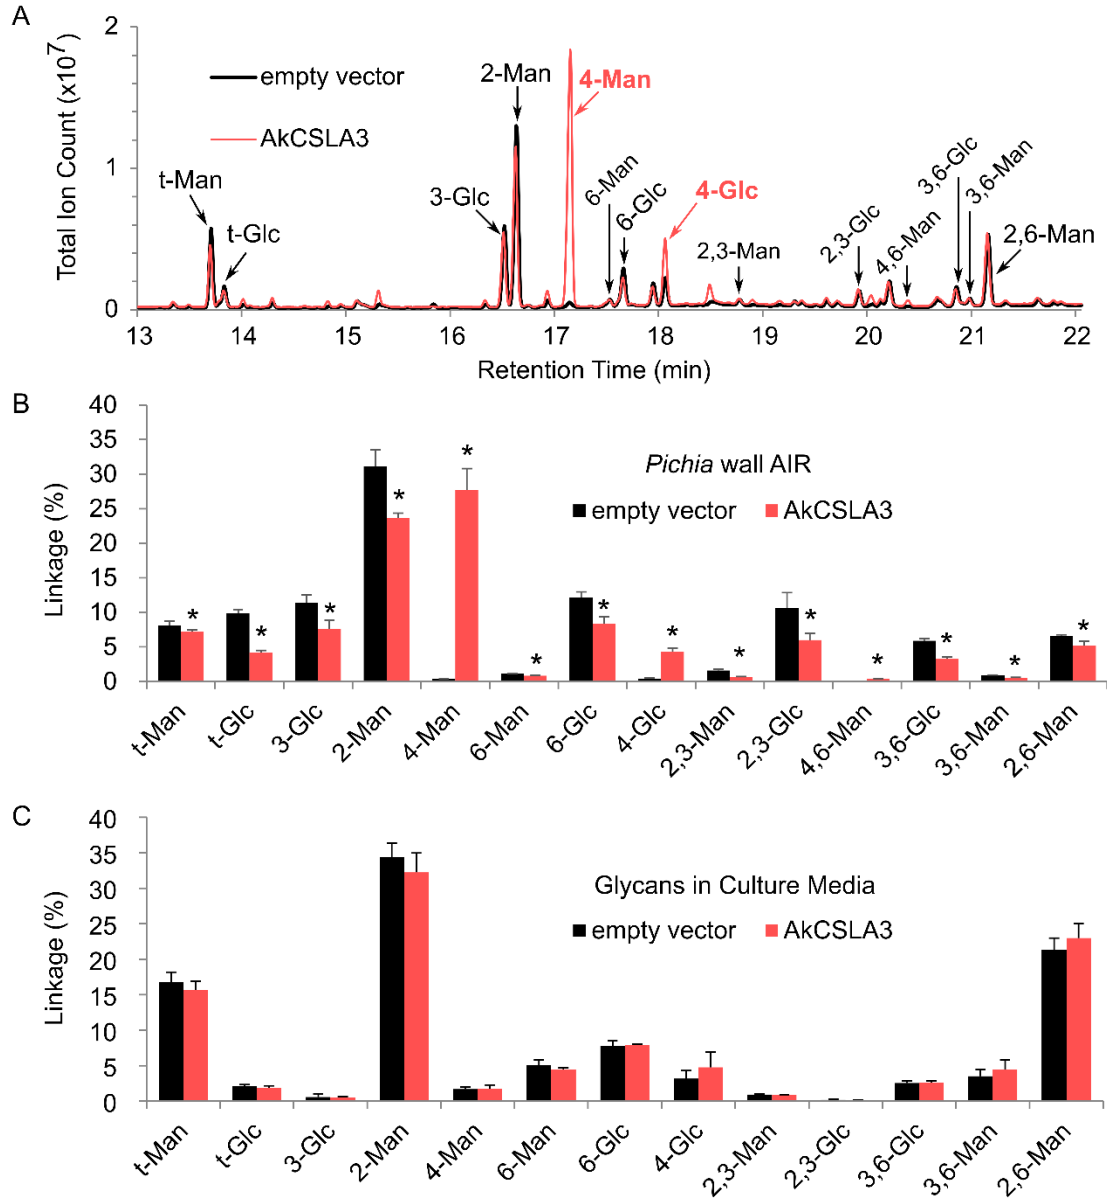 A
2
1
0
Total Ion Count (x10⁷)
empty vector
AkCSLA3
t-Man
t-Glc
3-Glc
2-Man
4-Man
6-Man
6-Glc
4-Glc
2,3-Man
2,3-Glc
4,6-Man
3,6-Glc
3,6-Man
2,6-Man
13 14 15 16 17 18 19 20 21 22
Retention Time (min)
B
40
35
30
25
20
15
10
5
0
Linkage (%)
Pichia wall AIR
empty vector AkCSLA3
* * * * * * * * * * * * * *
t-Man t-Glc 3-Glc 2-Man 4-Man 6-Man 6-Glc 4-Glc 2,3-Man 2,3-Glc 4,6-Man 3,6-Glc 3,6-Man 2,6-Man
C
40
35
30
25
20
15
10
5
0
Linkage (%)
Glycans in Culture Media
empty vector AkCSLA3
t-Man t-Glc 3-Glc 2-Man 4-Man 6-Man 6-Glc 4-Glc 2,3-Man 2,3-Glc 3,6-Glc 3,6-Man 2,6-Man